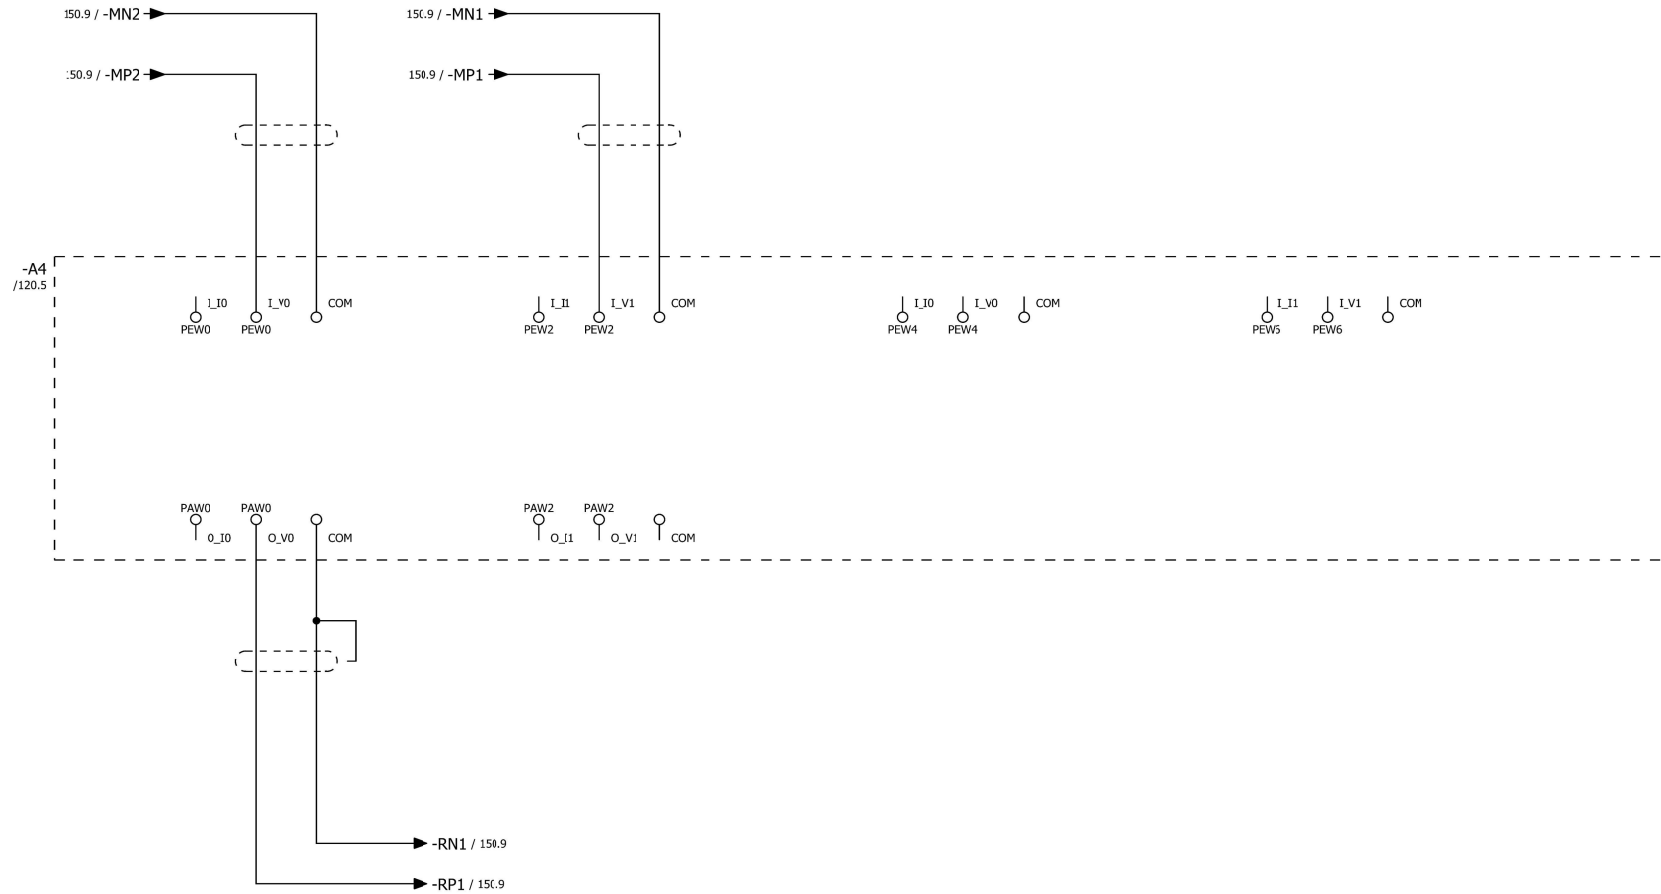 150.9 / -MN2
150.9 / -MN1
150.9 / -MP2
150.9 / -MP1
-A4
/120.5
I_I0 I_V0 COM
PEW0 PEW0
I_I1 I_V1 COM
PEW2 PEW2
I_I0 I_V0 COM
PEW4 PEW4
I_I1 I_V1 COM
PEW6 PEW6
PAW0 PAW0
O_I0 O_V0 COM
PAW2 PAW2
O_I1 O_V1 COM
-RN1 / 150.9
-RP1 / 150.9